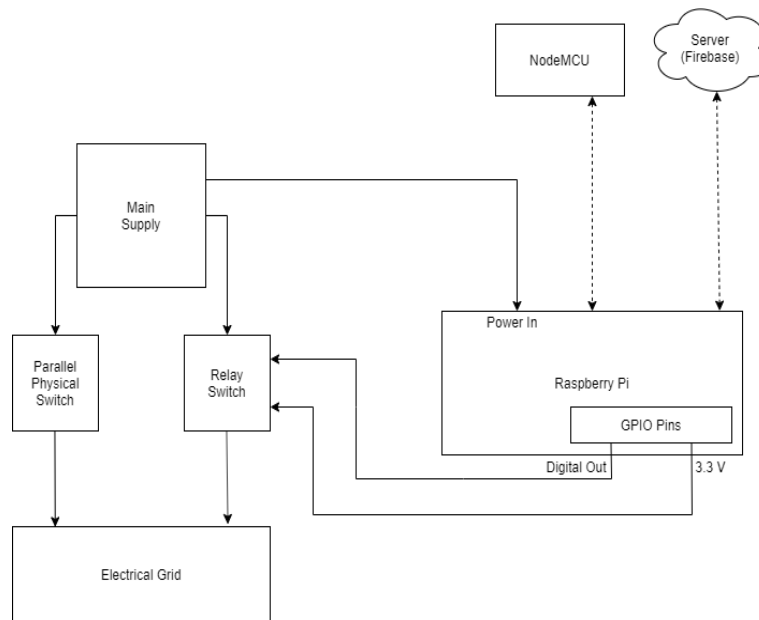 Server
(Firebase)
NodeMCU
Main
Supply
Power In
Parallel
Physical
Switch
Relay
Switch
Raspberry Pi
GPIO Pins
Digital Out
3.3 V
Electrical Grid